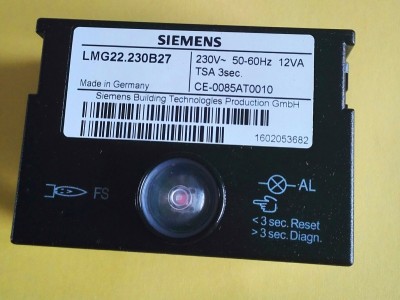 SIEMENS
LMG22.230B27
230V~ 50-60Hz 12VA
TSA 3sec.
Made in Germany
CE-0085AT0010
Siemens Building Technologies Production GmbH
1602053682
FS
AL
< 3 sec. Reset
> 3 sec. Diagn.